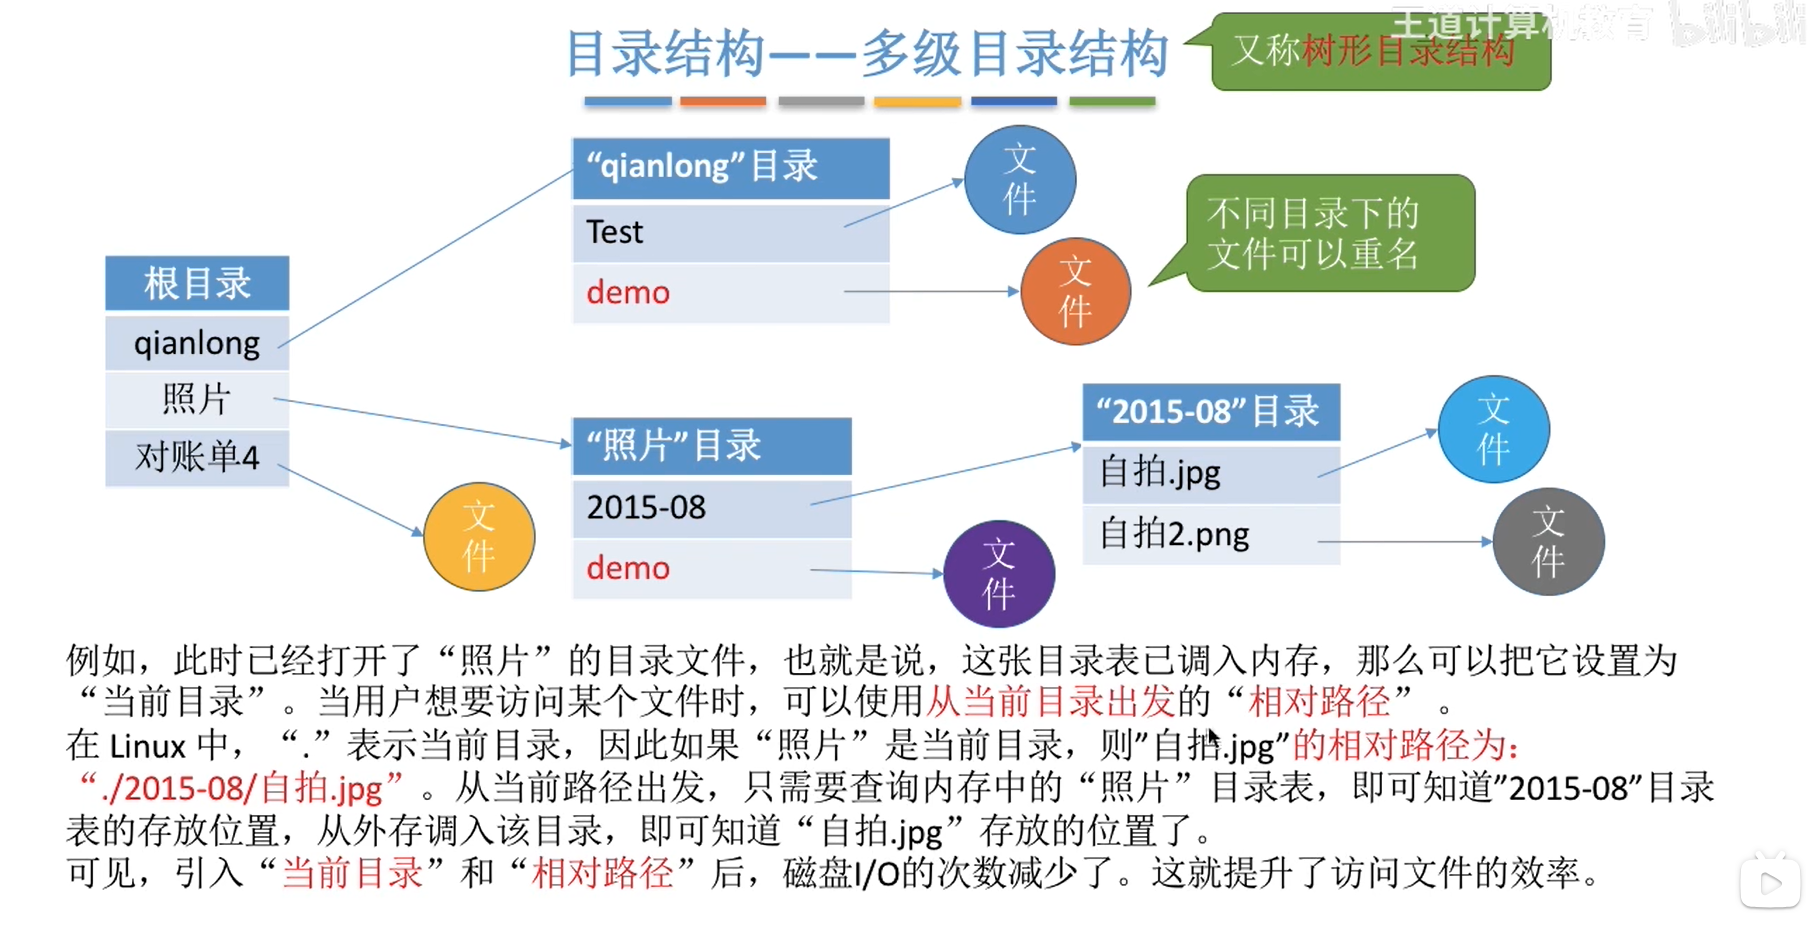 王道计算机教育 bilibili
目录结构——多级目录结构
又称树形目录结构
“qianlong”目录
Test
demo
文件
文件
不同目录下的
文件可以重名
根目录
qianlong
照片
对账单4
文件
“照片”目录
2015-08
demo
文件
“2015-08”目录
自拍.jpg
自拍2.png
文件
文件
例如，此时已经打开了“照片”的目录文件，也就是说，这张目录表已调入内存，那么可以把它设置为
“当前目录”。当用户想要访问某个文件时，可以使用从当前目录出发的“相对路径”。
在 Linux 中，“.”表示当前目录，因此如果“照片”是当前目录，则”自拍.jpg”的相对路径为：
“./2015-08/自拍.jpg”。从当前路径出发，只需要查询内存中的“照片”目录表，即可知道”2015-08”目录
表的存放位置，从外存调入该目录，即可知道“自拍.jpg”存放的位置了。
可见，引入“当前目录”和“相对路径”后，磁盘I/O的次数减少了。这就提升了访问文件的效率。